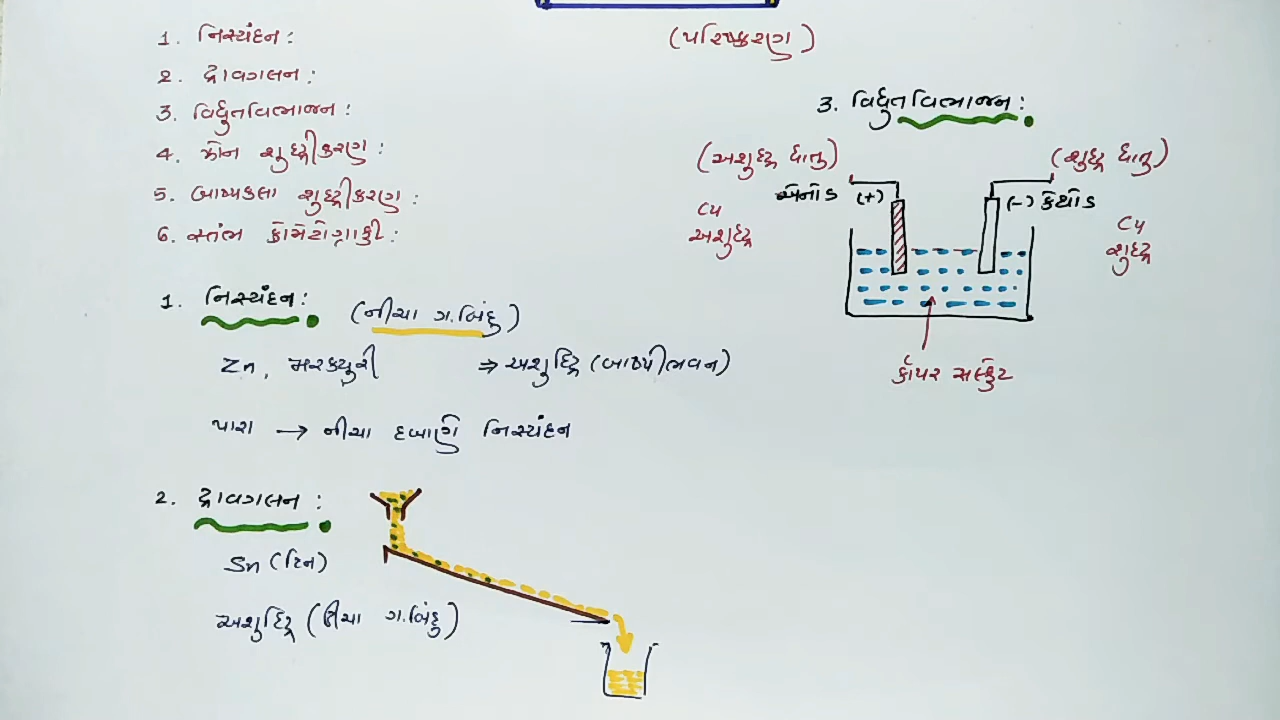 (પરિષ્કરણ)
1. નિસ્યંદન :
2. દ્રાવગલન :
3. વિદ્યુતવિભાજન :
4. ઝોન શુદ્ધીકરણ :
5. બાષ્પકલા શુદ્ધીકરણ :
6. સ્તંભ ક્રોમેટોગ્રાફી :
1. નિસ્યંદન :
(નીચા ગ.બિંદુ)
Zn, મરક્યુરી ⇒ અશુદ્ધિ (બાષ્પીભવન)
પારા → નીચા દબાણે નિસ્યંદન
2. દ્રાવગલન :
Sn (ટિન)
અશુદ્ધિ (નીચા ગ.બિંદુ)
3. વિદ્યુતવિભાજન :
(અશુદ્ધ ધાતુ) (શુદ્ધ ધાતુ)
એનોડ (+) (-) કેથોડ
Cu
અશુદ્ધ
Cu
શુદ્ધ
કૉપર સલ્ફેટ